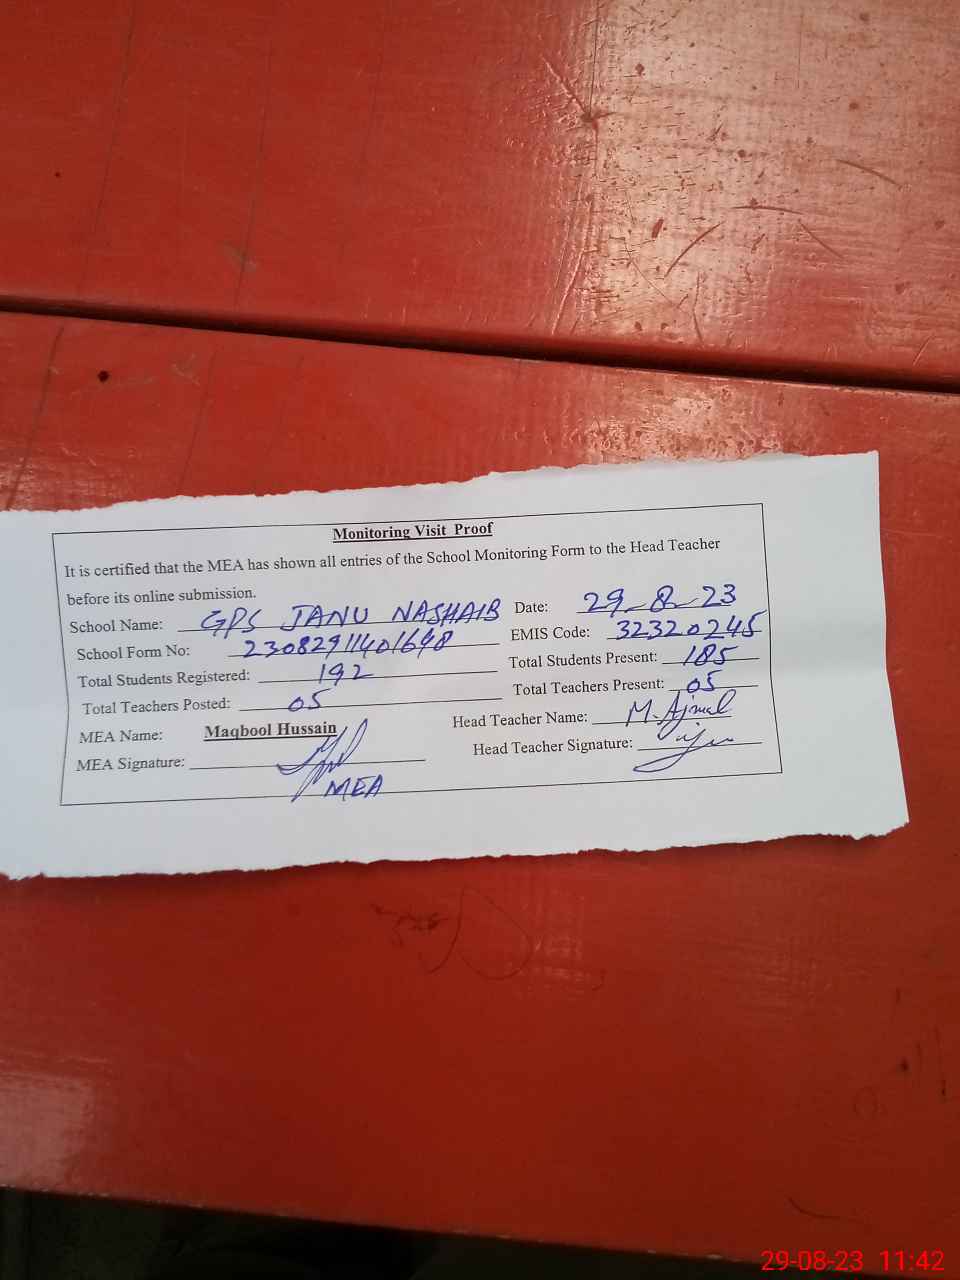 Monitoring Visit Proof
It is certified that the MEA has shown all entries of the School Monitoring Form to the Head Teacher
before its online submission.
School Name: GPS JANU NASHAIB Date: 29-8-23
School Form No: 23082911401648 EMIS Code: 32320245
Total Students Registered: 192 Total Students Present: 185
Total Teachers Posted: 05 Total Teachers Present: 05
MEA Name: Maqbool Hussain Head Teacher Name: M. Ajmal
MEA Signature: Head Teacher Signature:
MEA
29-08-23 11:42